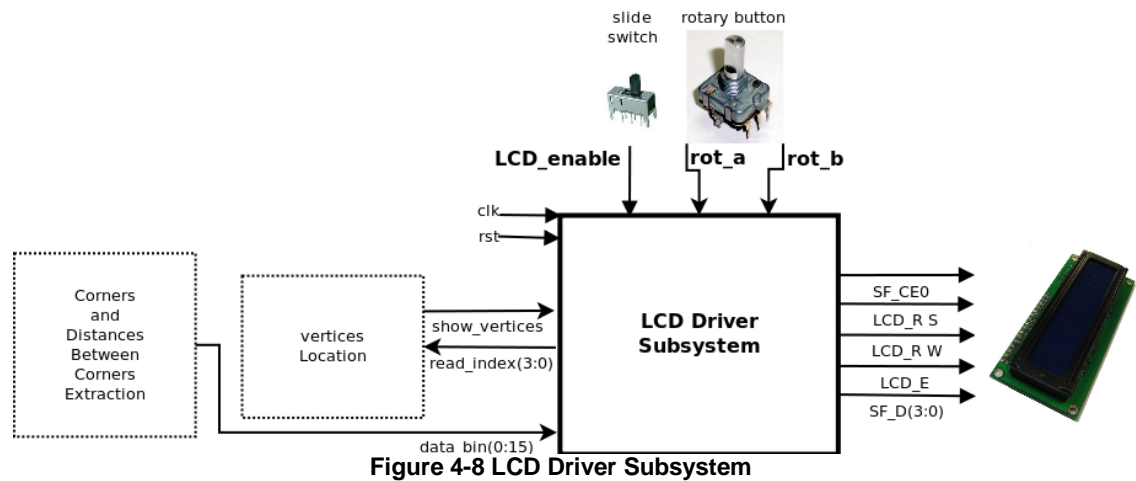 slide
switch
rotary button
LCD_enable
rot_a
rot_b
clk
rst
Corners
and
Distances
Between
Corners
Extraction
vertices
Location
show_vertices
read_index(3:0)
data_bin(0:15)
LCD Driver
Subsystem
SF_CE0
LCD_R S
LCD_R W
LCD_E
SF_D(3:0)
Figure 4-8 LCD Driver Subsystem